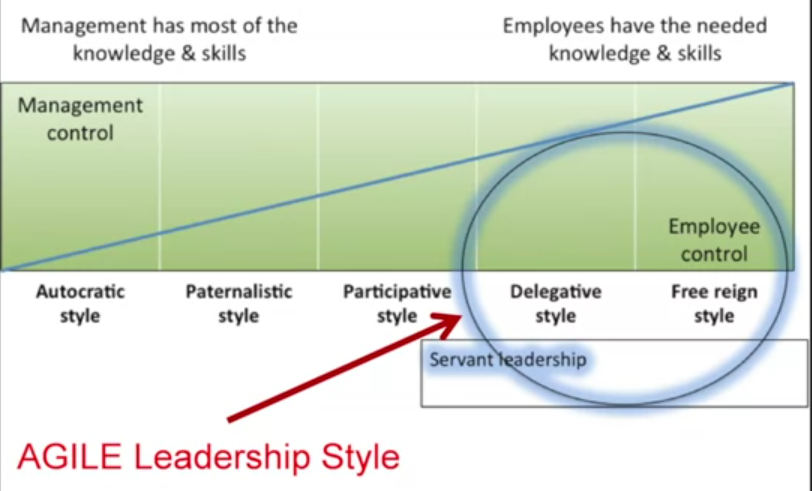 Management has most of the
knowledge & skills
Employees have the needed
knowledge & skills
Management
control
Employee
control
Autocratic
style
Paternalistic
style
Participative
style
Delegative
style
Free reign
style
Servant leadership
AGILE Leadership Style